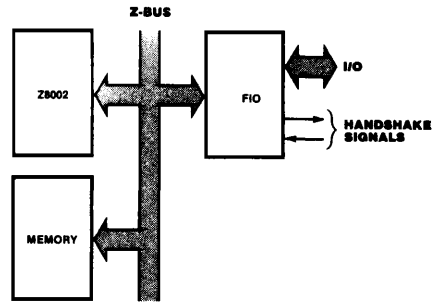 Z-BUS
Z8002
FIO
I/O
HANDSHAKE
SIGNALS
MEMORY